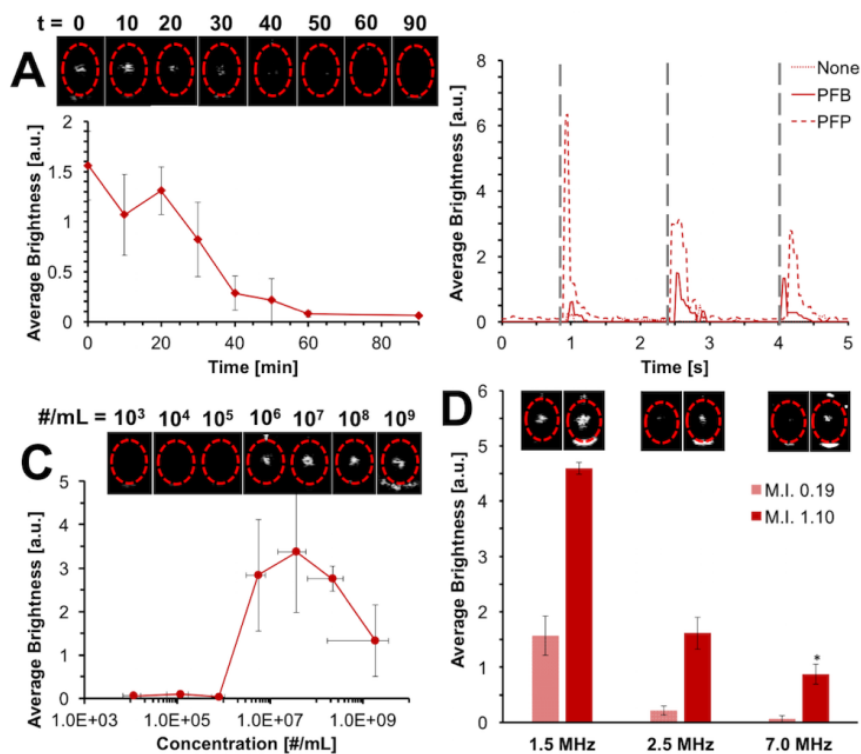 t = 0 10 20 30 40 50 60 90
A
Average Brightness [a.u.]
2
1.5
1
0.5
0
0 20 40 60 80
Time [min]
Average Brightness [a.u.]
8
6
4
2
0
0 1 2 3 4 5
Time [s]
None
PFB
PFP
C
#/mL = 10³ 10⁴ 10⁵ 10⁶ 10⁷ 10⁸ 10⁹
Average Brightness [a.u.]
5
4
3
2
1
0
1.0E+03 1.0E+05 1.0E+07 1.0E+09
Concentration [#/mL]
D
Average Brightness [a.u.]
6
5
4
3
2
1
0
M.I. 0.19
M.I. 1.10
*
1.5 MHz 2.5 MHz 7.0 MHz